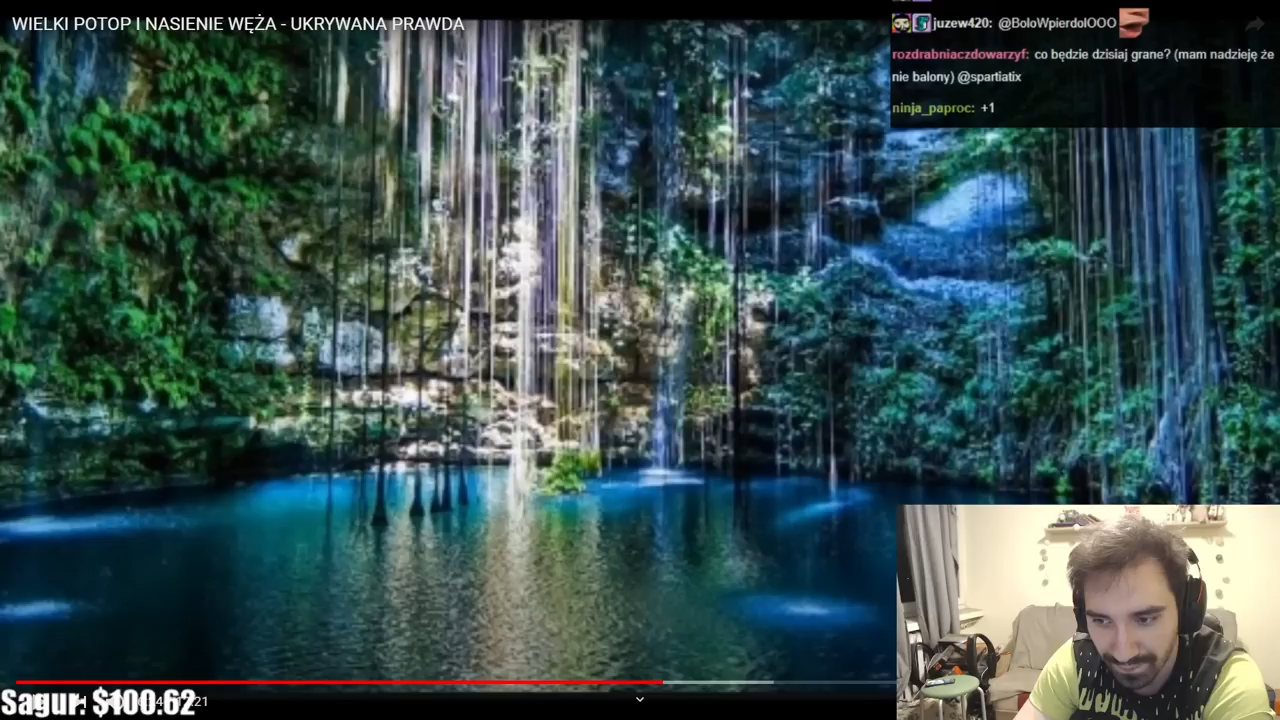 WIELKI POTOP I NASIENIE WĘŻA - UKRYWANA PRAWDA
juzew420: @BoloWpierdolOOO
rozdrabniaczdowarzyf: co będzie dzisiaj grane? (mam nadzieję że
nie balony) @spartiatix
ninja_paproc: +1
Sagur: $100.62